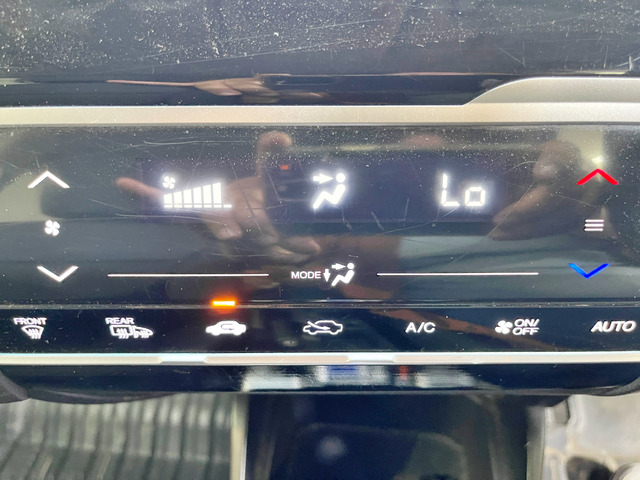 Lo
MODE
FRONT
REAR
A/C
ON/
OFF
AUTO